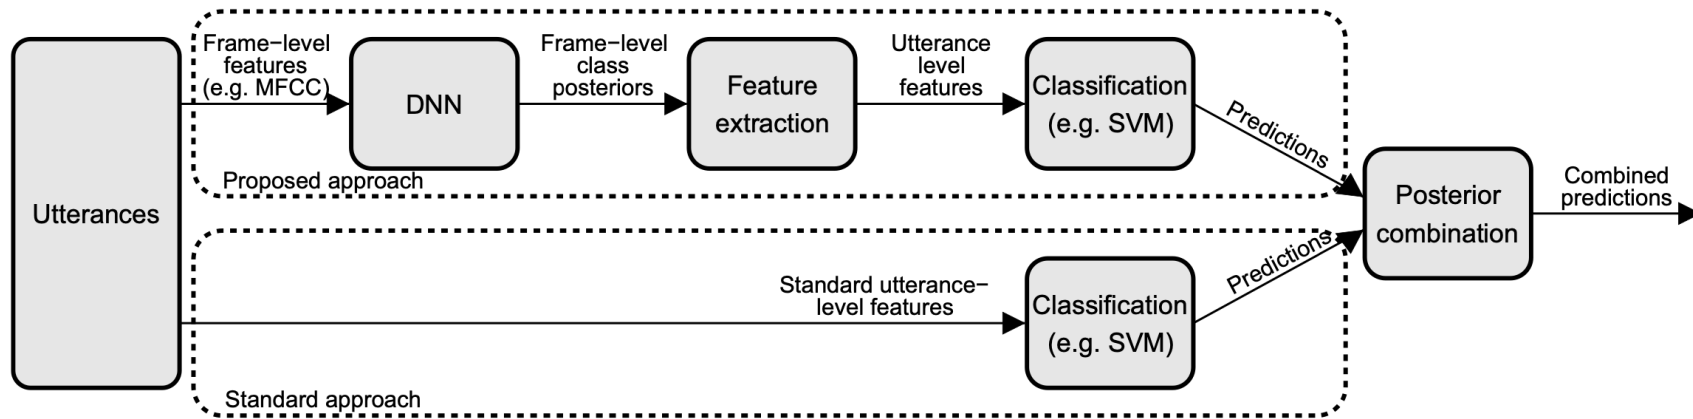 Utterances
Frame−level
features
(e.g. MFCC)
DNN
Frame−level
class
posteriors
Feature
extraction
Utterance
level
features
Classification
(e.g. SVM)
Predictions
Proposed approach
Standard utterance−
level features
Classification
(e.g. SVM)
Predictions
Standard approach
Posterior
combination
Combined
predictions